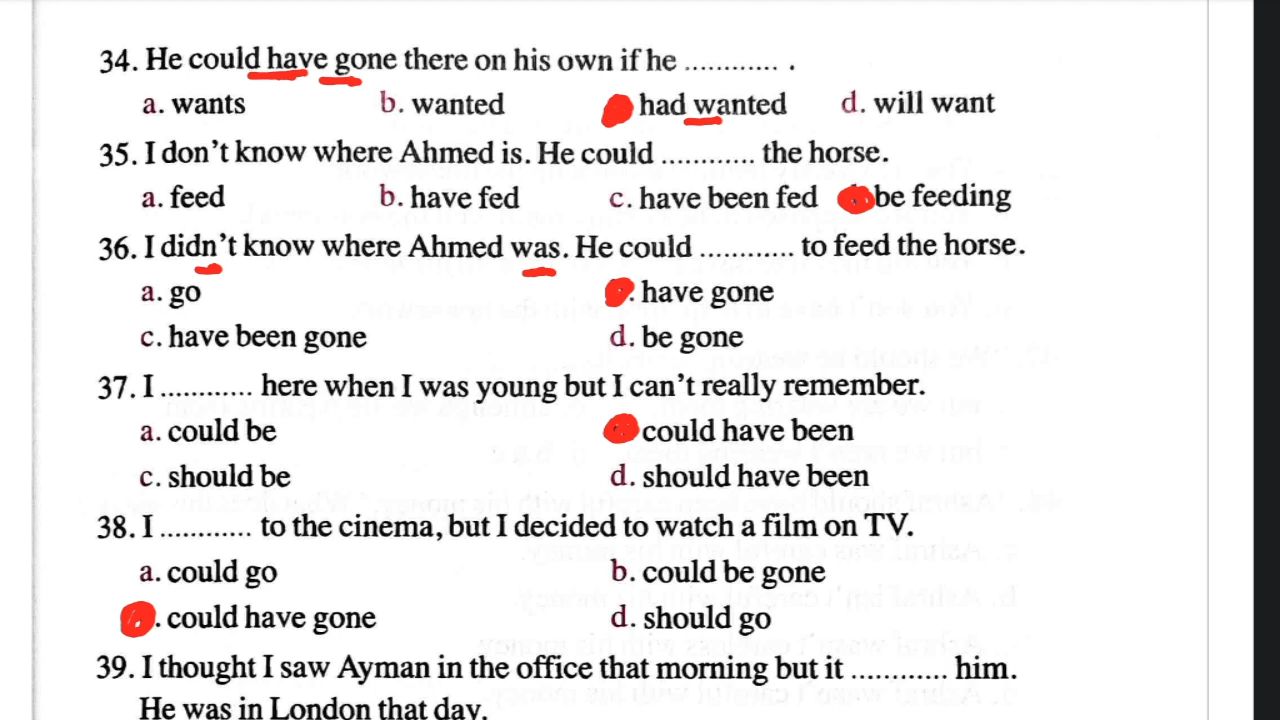 34. He could have gone there on his own if he ............ .
a. wants b. wanted had wanted d. will want
35. I don't know where Ahmed is. He could ............ the horse.
a. feed b. have fed c. have been fed be feeding
36. I didn't know where Ahmed was. He could ............ to feed the horse.
a. go . have gone
c. have been gone d. be gone
37. I ............ here when I was young but I can't really remember.
a. could be could have been
c. should be d. should have been
38. I ............ to the cinema, but I decided to watch a film on TV.
a. could go b. could be gone
. could have gone d. should go
39. I thought I saw Ayman in the office that morning but it ............ him.
He was in London that day.